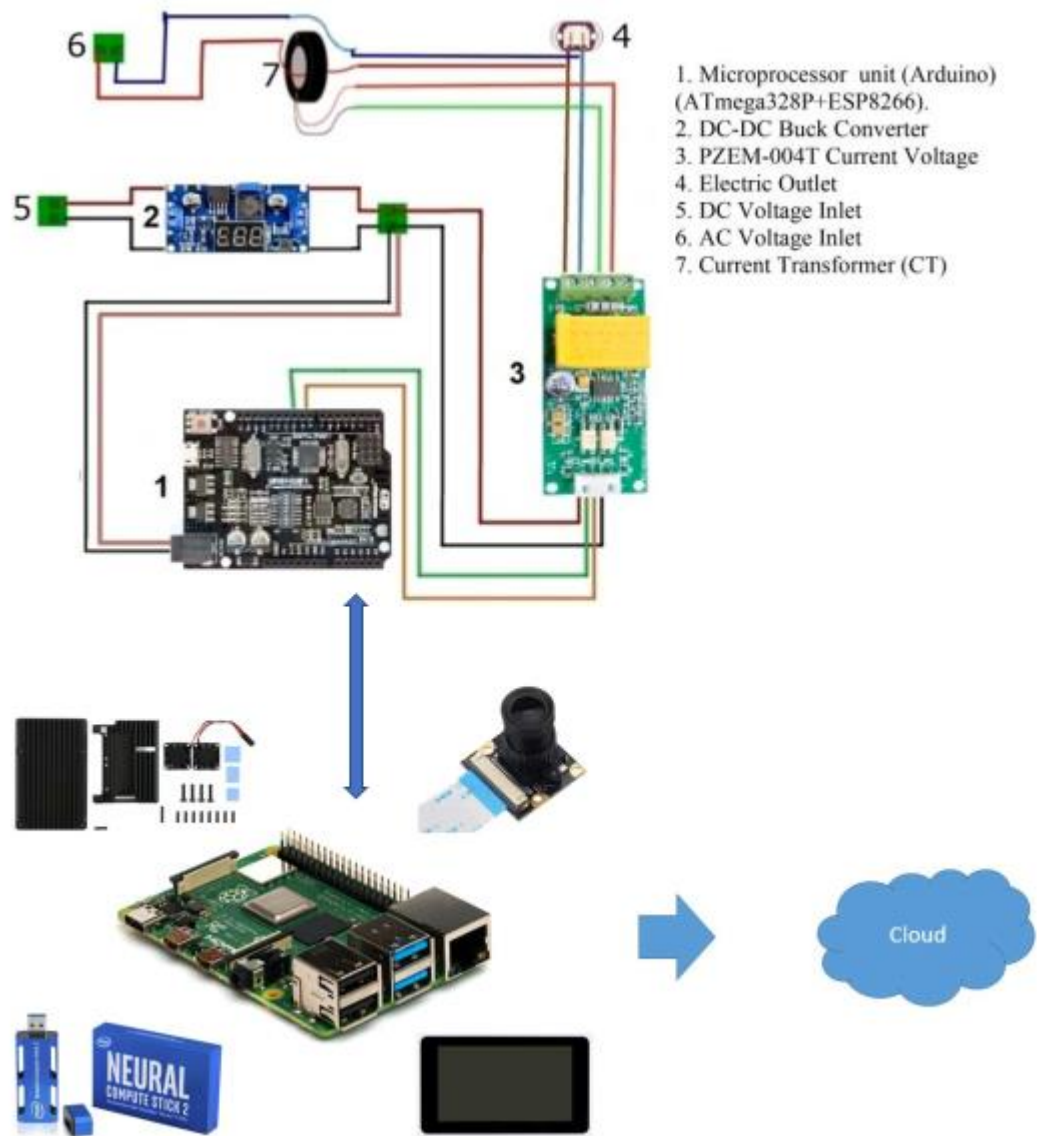 6
7
4
1. Microprocessor unit (Arduino)
(ATmega328P+ESP8266).
2. DC-DC Buck Converter
3. PZEM-004T Current Voltage
4. Electric Outlet
5. DC Voltage Inlet
6. AC Voltage Inlet
7. Current Transformer (CT)
5
2
3
1
Cloud
NEURAL
COMPUTE STICK 2